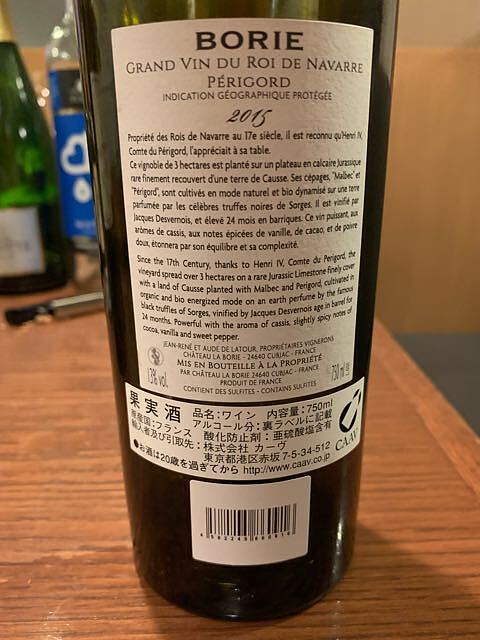 BORIE
GRAND VIN DU ROI DE NAVARRE
PÉRIGORD
INDICATION GÉOGRAPHIQUE PROTÉGÉE
2015
Propriété des Rois de Navarre au 17e siècle, il est reconnu qu'Henri IV,
Comte du Périgord, l'appréciait à sa table.
Ce vignoble de 3 hectares est planté sur un plateau en calcaire Jurassique
rare finement recouvert d'une terre de Causse. Ses cépages, "Malbec" et
"Périgord", sont cultivés en mode naturel et bio dynamisé sur une terre
parfumée par les célèbres truffes noires de Sorges. Il est vinifié par
Jacques Desvernois, et élevé 24 mois en barriques. Ce vin puissant, aux
arômes de cassis, aux notes épicées de vanille, de cacao, et de poivre
doux, étonnera par son équilibre et sa complexité.
Since the 17th Century, thanks to Henri IV, Comte du Perigord, the
vineyard spread over 3 hectares on a rare Jurassic Limestone finely cover
with a land of Causse planted with Malbec and Perigord, cultivated in
organic and bio energized mode on an earth perfume by the famous
black truffles of Sorges, vinified by Jacques Desvernois age in barrel for
24 months. Powerful with the aroma of cassis, slightly spicy notes of
cocoa, vanilla and sweet pepper.
JEAN-RENÉ ET AUDE DE LATOUR, PROPRIÉTAIRES VIGNERONS
CHÂTEAU LA BORIE - 24640 CUBJAC - FRANCE
MIS EN BOUTEILLE À LA PROPRIÉTÉ
PAR CHÂTEAU LA BORIE - 24640 CUBJAC - FRANCE
13% vol.
PRODUIT DE FRANCE
750 ml
CONTIENT DES SULFITES - CONTAINS SULFITES
果実酒 品名:ワイン 内容量:750ml
原産国:フランス アルコール分:裏ラベルに記載
酸化防止剤:亜硫酸塩含有
輸入者及び引取先:株式会社 カーヴ
東京都港区赤坂7-5-34-512
●お酒は20歳を過ぎてから http://www.caav.co.jp
CAAV